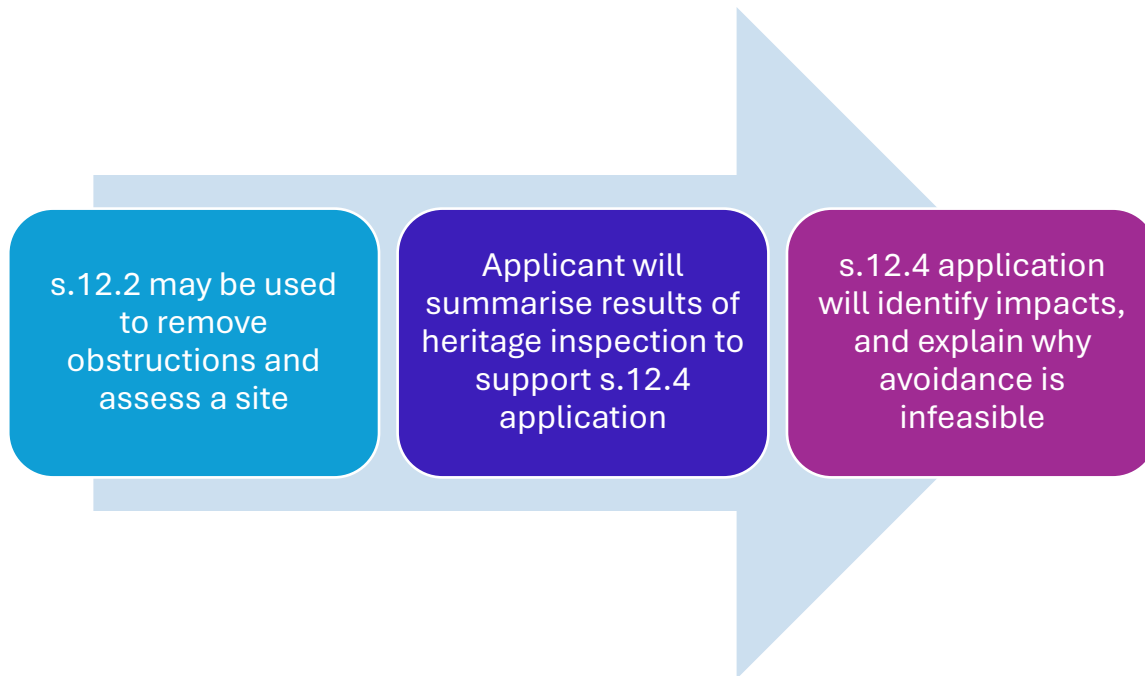 s.12.2 may be used
to remove
obstructions and
assess a site
Applicant will
summarise results of
heritage inspection to
support s.12.4
application
s.12.4 application
will identify impacts,
and explain why
avoidance is
infeasible